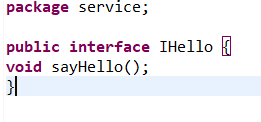 package service;
public interface IHello {
void sayHello();
}